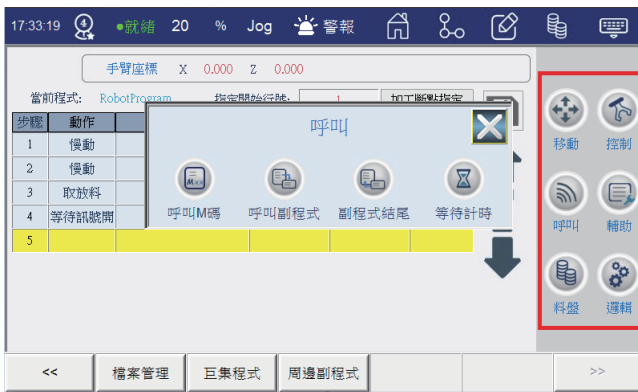 17:33:19 4 ●就緒 20 % Jog 警報
手臂座標 X 0.000 Z 0.000
當前程式: RobotProgram 指定開始行號: 1 加工斷點指定
步驟 動作
1 慢動
2 慢動
3 取放料
4 等待訊號開
5
呼叫
M××
呼叫M碼 呼叫副程式 副程式結尾 等待計時
移動 控制
呼叫 輔助
料盤 邏輯
<< 檔案管理 巨集程式 周邊副程式 >>